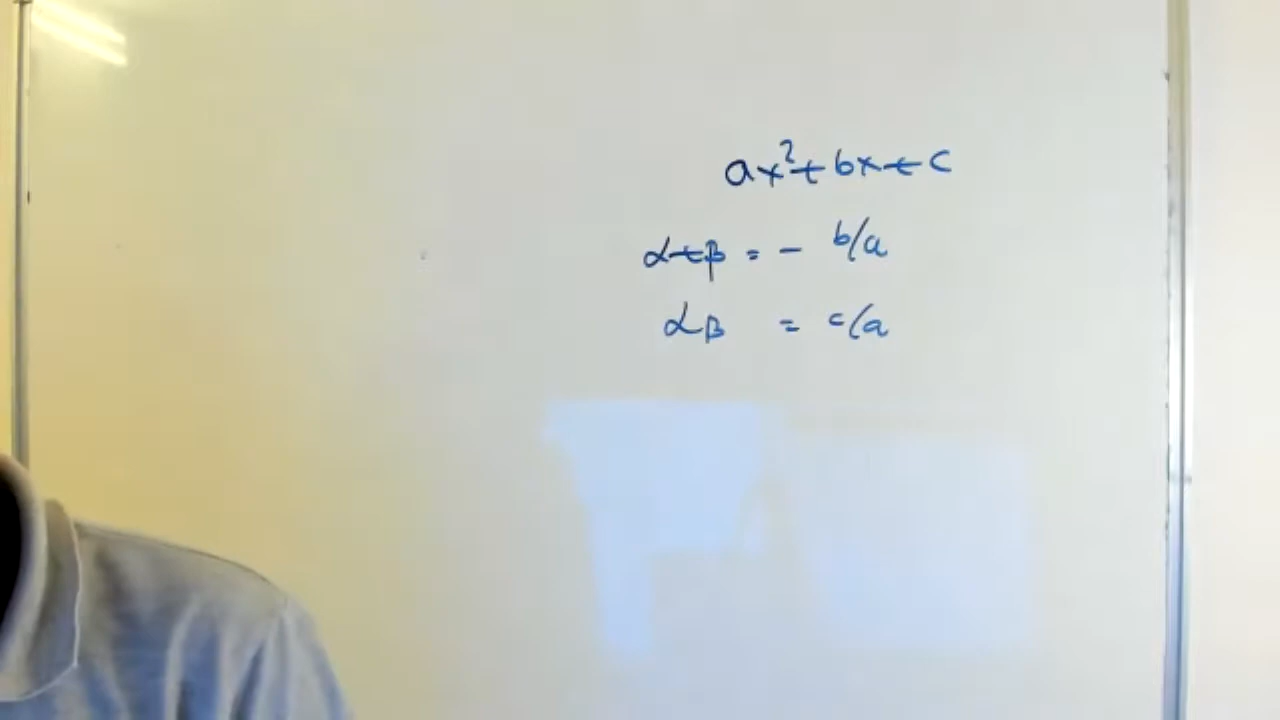 ax²+bx+c
α+β = - b/a
αβ = c/a